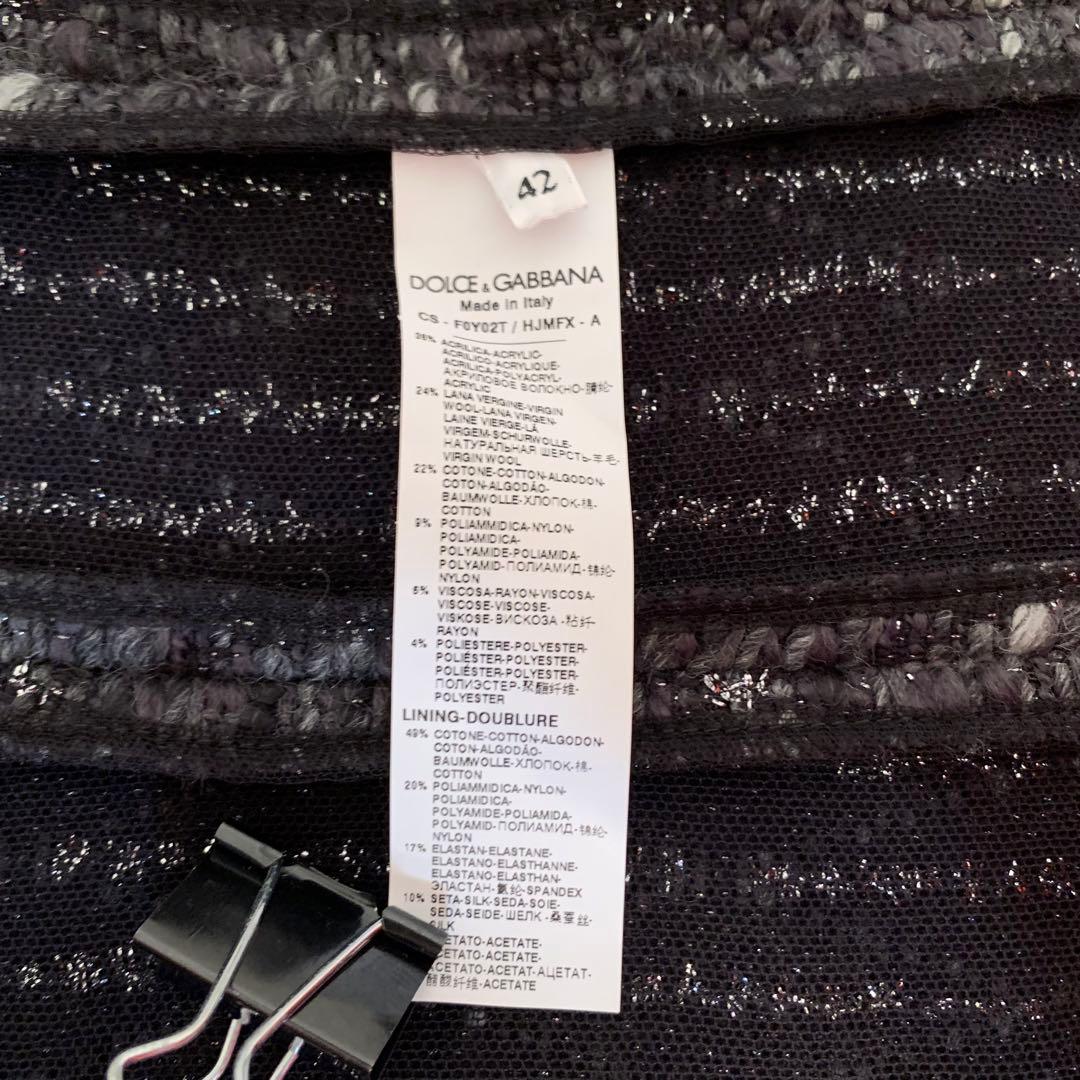 42
DOLCE & GABBANA
Made in Italy
CS - F0Y02T / HJMFX - A
ACRILICA-ACRYLIC-
ACRILICO-ACRYLIQUE-
ACRILICA-POLYACRYL-
АКРИЛОВОЕ ВОЛОКНО-腈纶-
ACRYLIC
24% LANA VERGINE-VIRGIN
WOOL-LANA VIRGEN-
LAINE VIERGE-LÃ
VIRGEM-SCHURWOLLE-
НАТУРАЛЬНАЯ ШЕРСТЬ-羊毛-
VIRGIN WOOL
22% COTONE-COTTON-ALGODON-
COTON-ALGODÃO-
BAUMWOLLE-ХЛОПОК-棉-
COTTON
9% POLIAMMIDICA-NYLON-
POLIAMIDICA-
POLYAMIDE-POLIAMIDA-
POLYAMID-ПОЛИАМИД-锦纶-
NYLON
VISCOSA-RAYON-VISCOSA-
VISCOSE-VISCOSE-
VISKOSE-ВИСКОЗА -粘纤-
RAYON
4% POLIESTERE-POLYESTER-
POLIÉSTER-POLYESTER-
POLIÉSTER-POLYESTER-
ПОЛИЭСТЕР-聚酯纤维-
POLYESTER
LINING-DOUBLURE
49% COTONE-COTTON-ALGODON-
COTON-ALGODÃO-
BAUMWOLLE-ХЛОПОК-棉-
COTTON
20% POLIAMMIDICA-NYLON-
POLIAMIDICA-
POLYAMIDE-POLIAMIDA-
POLYAMID-ПОЛИАМИД-锦纶-
NYLON
17% ELASTAN-ELASTANE-
ELASTANO-ELASTHANNE-
ELASTANO-ELASTHAN-
ЭЛАСТАН-氨纶-SPANDEX
10% SETA-SILK-SEDA-SOIE-
SEDA-SEIDE-ШЕЛК -桑蚕丝-
SILK
ETATO-ACETATE-
ETATO-ACETATE-
CETATO-ACETAT-АЦЕТАТ-
醋酸纤维-ACETATE